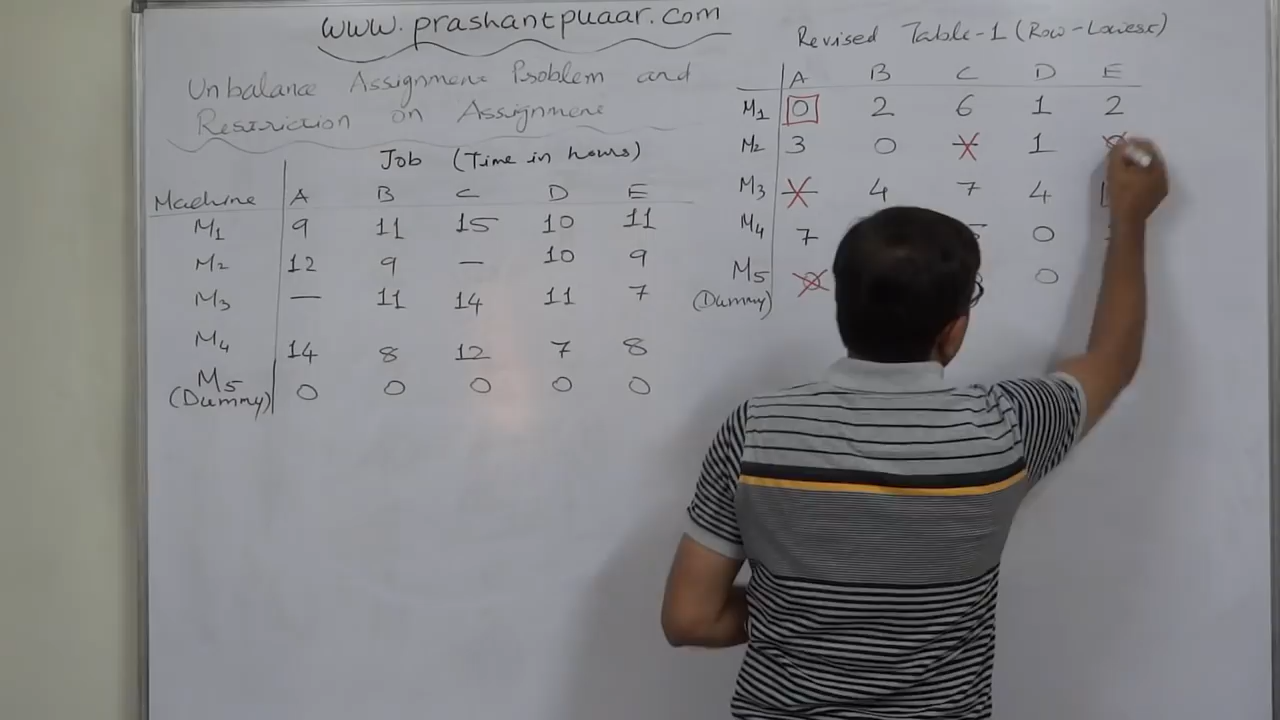 www.prashantpuaar.com
Unbalance Assignment Problem and
Restriction on Assignment
Job (Time in hours)
Machine A B C D E
M1 9 11 15 10 11
M2 12 9 — 10 9
M3 — 11 14 11 7
M4 14 8 12 7 8
M5 (Dummy) 0 0 0 0 0
Revised Table-1 (Row-Lowest)
A B C D E
M1 0 2 6 1 2
M2 3 0 — 1 0
M3 — 4 7 4
M4 7 0
M5 (Dummy) 0 0